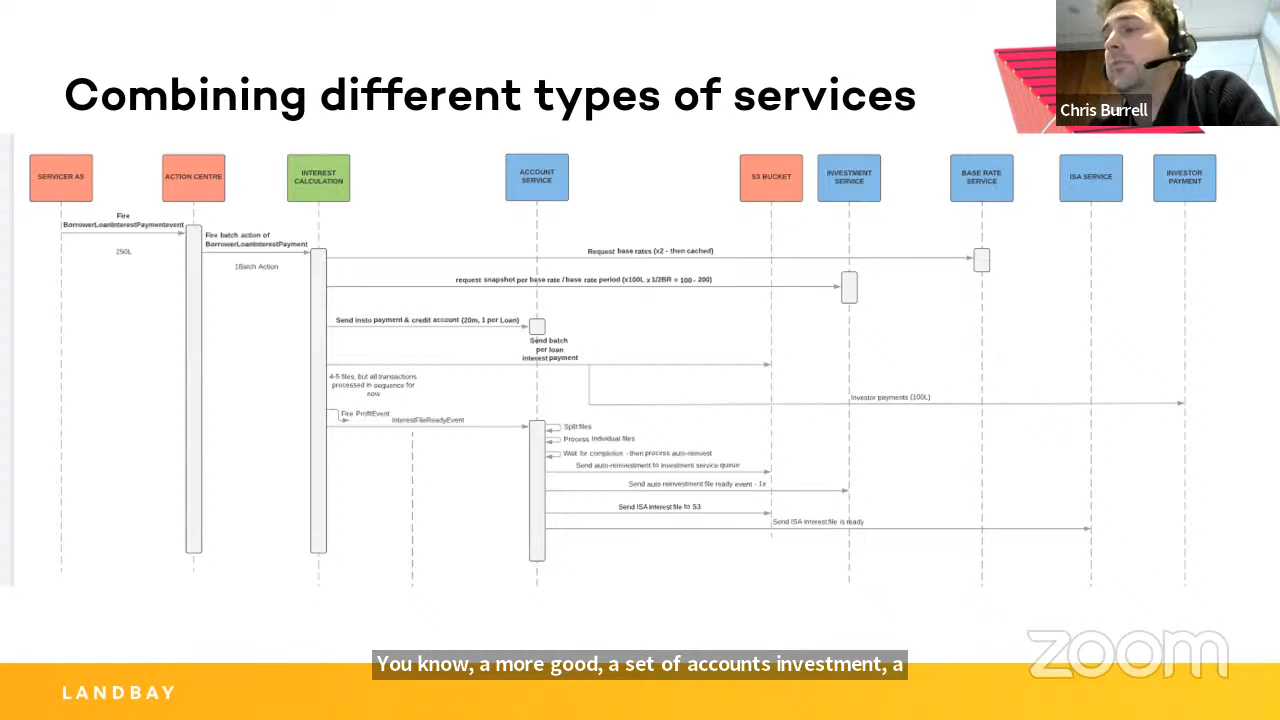 Combining different types of services
Chris Burrell
SERVICER AS
ACTION CENTRE
INTEREST
CALCULATION
ACCOUNT
SERVICE
S3 BUCKET
INVESTMENT
SERVICE
BASE RATE
SERVICE
ISA SERVICE
INVESTOR
PAYMENT
Fire
BorrowerLoanInterestPaymentevent
250L
Fire batch action of
BorrowerLoanInterestPayment
1Batch Action
Request base rates (x2 - then cached)
request snapshot per base rate / base rate period (x100L x 1/2BR = 100 - 200)
Send insto payment & credit account (20m, 1 per Loan)
Send batch
per loan
interest payment
4-5 files, but all transactions
processed in sequence for
now.
Investor payments (100L)
Fire ProfitEvent
InterestFileReadyEvent
Split files
Process Individual files
Wait for completion - then process auto-reinvest
Send auto-reinvestment to investment service queue
Send auto reinvestment file ready event - 1x
Send ISA interest file to S3
Send ISA interest file is ready
zoom
You know, a more good, a set of accounts investment, a
LANDBAY